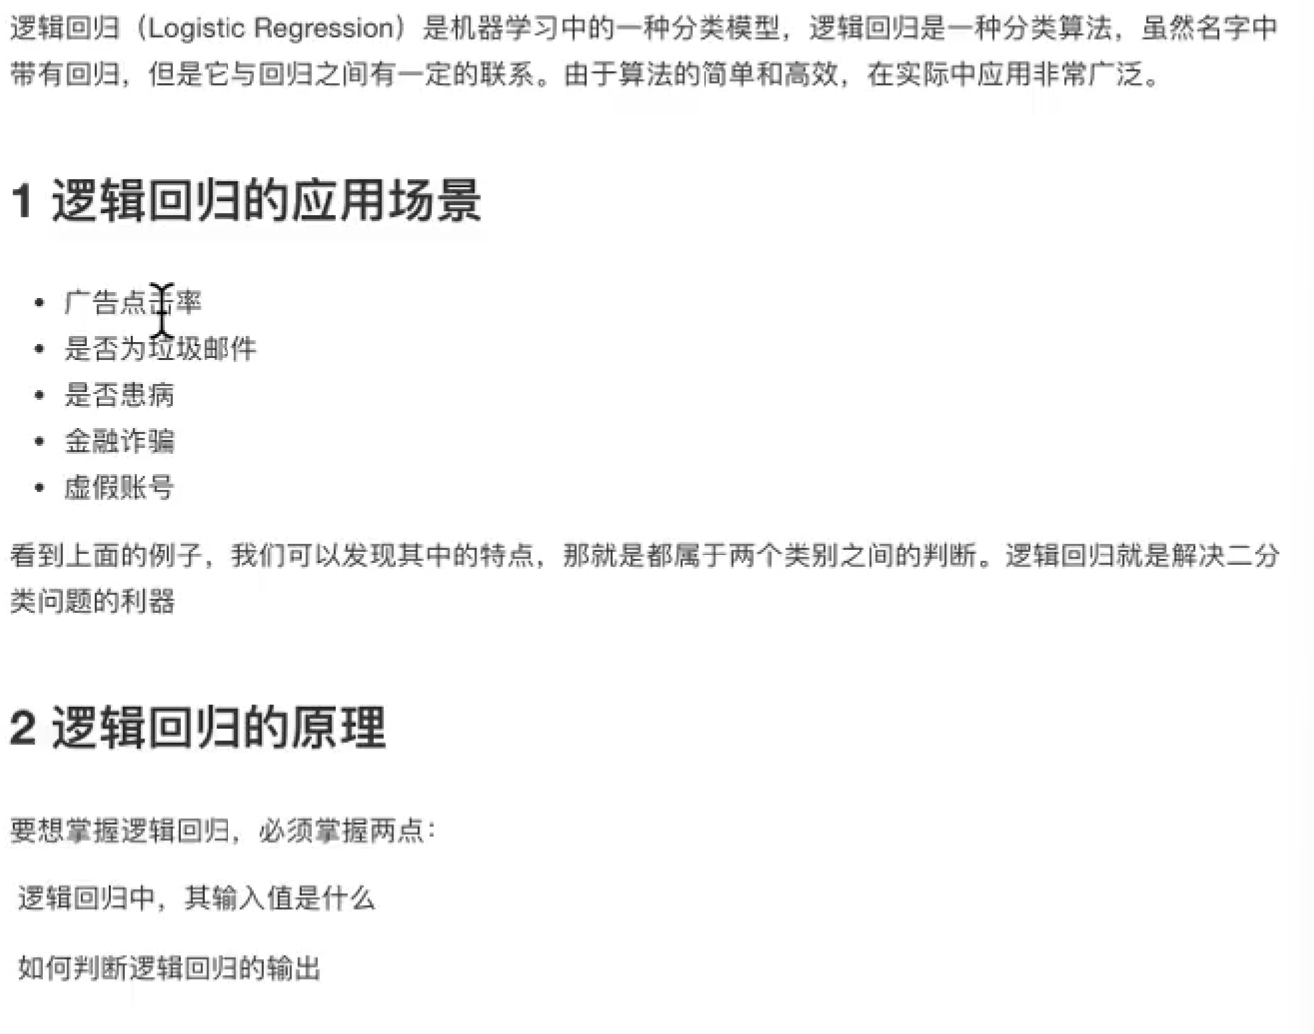 逻辑回归（Logistic Regression）是机器学习中的一种分类模型，逻辑回归是一种分类算法，虽然名字中
带有回归，但是它与回归之间有一定的联系。由于算法的简单和高效，在实际中应用非常广泛。
1 逻辑回归的应用场景
• 广告点击率
• 是否为垃圾邮件
• 是否患病
• 金融诈骗
• 虚假账号
看到上面的例子，我们可以发现其中的特点，那就是都属于两个类别之间的判断。逻辑回归就是解决二分
类问题的利器
2 逻辑回归的原理
要想掌握逻辑回归，必须掌握两点：
逻辑回归中，其输入值是什么
如何判断逻辑回归的输出